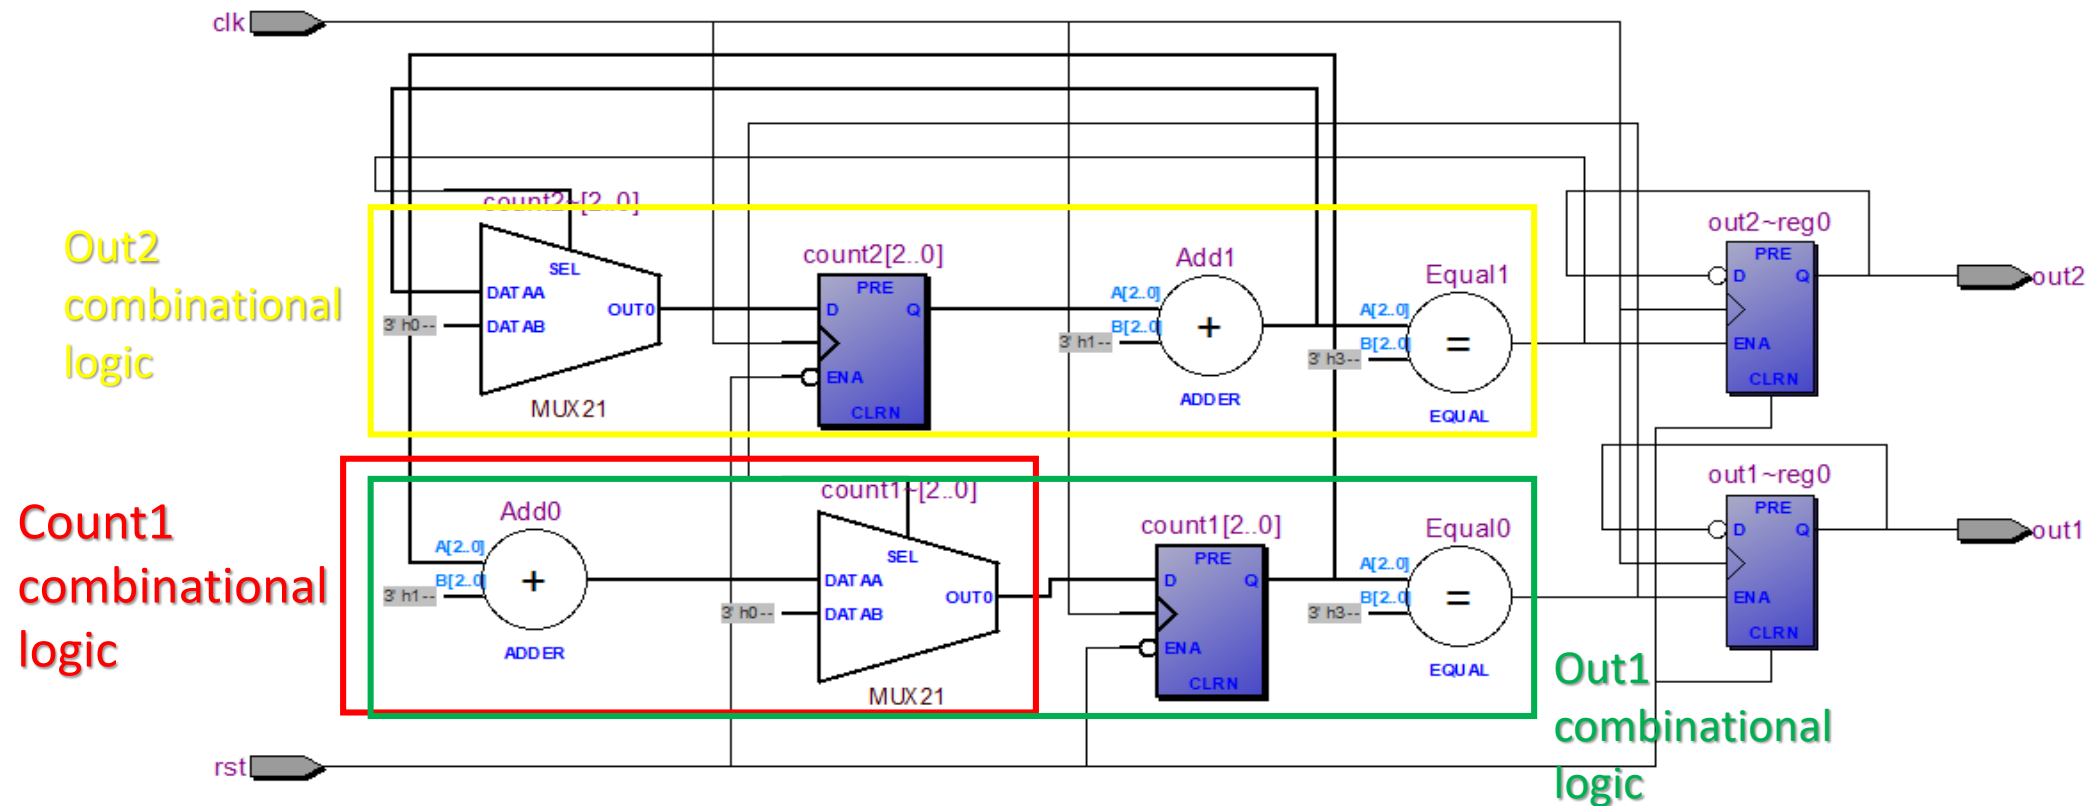 clk
count2~[2..0]
SEL
DATAA
3' h0--
DATAB
OUT0
MUX21
count2[2..0]
PRE
D
Q
ENA
CLRN
Add1
A[2..0]
B[2..0]
3' h1--
+
ADDER
Equal1
A[2..0]
B[2..0]
3' h3--
=
EQUAL
out2~reg0
PRE
D
Q
ENA
CLRN
out2
Out2
combinational
logic
Count1
combinational
logic
Add0
A[2..0]
B[2..0]
3' h1--
+
ADDER
count1~[2..0]
SEL
DATAA
3' h0--
DATAB
OUT0
MUX21
count1[2..0]
PRE
D
Q
ENA
CLRN
Equal0
A[2..0]
B[2..0]
3' h3--
=
EQUAL
out1~reg0
PRE
D
Q
ENA
CLRN
out1
Out1
combinational
logic
rst